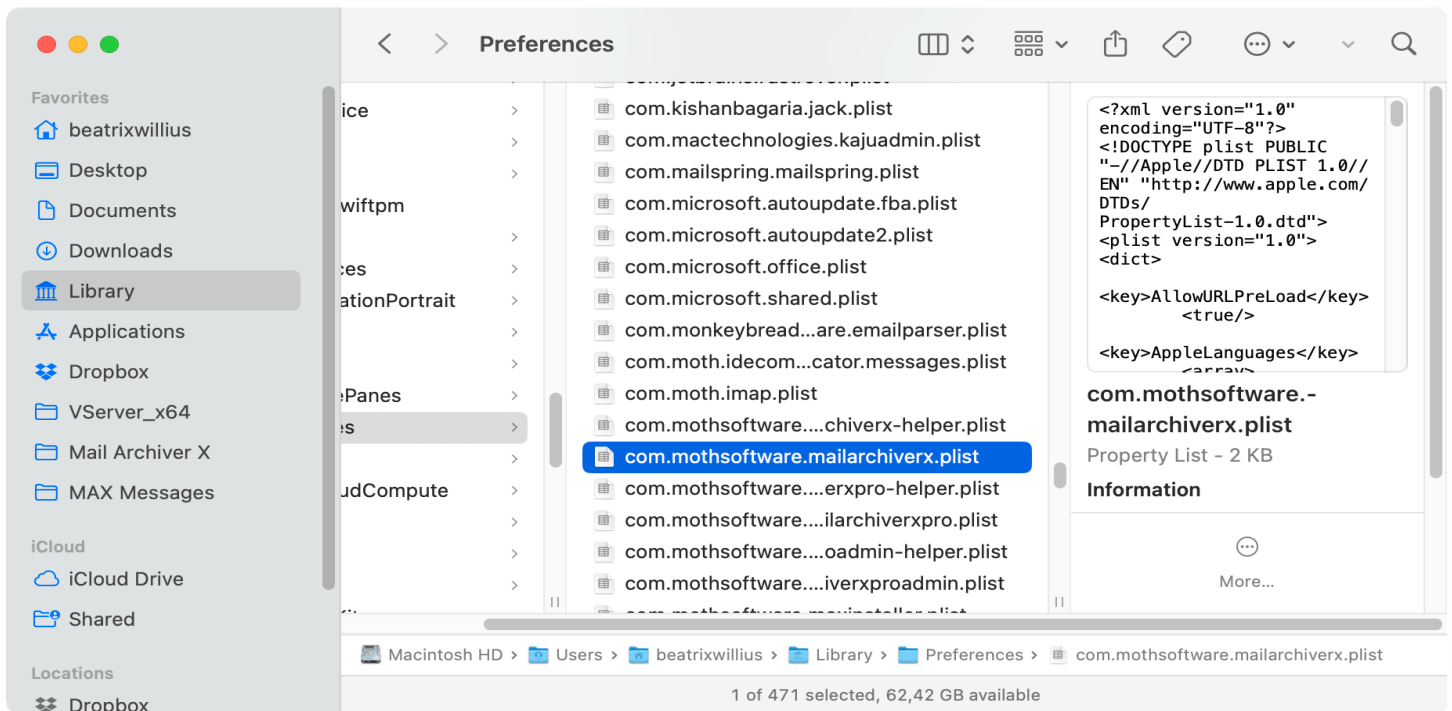 Preferences
Favorites
beatrixwillius
Desktop
Documents
Downloads
Library
Applications
Dropbox
VServer_x64
Mail Archiver X
MAX Messages
iCloud
iCloud Drive
Shared
Locations
Dropbox
ice
wiftpm
ces
ationPortrait
ePanes
es
udCompute
com.kishanbagaria.jack.plist
com.mactechnologies.kajuadmin.plist
com.mailspring.mailspring.plist
com.microsoft.autoupdate.fba.plist
com.microsoft.autoupdate2.plist
com.microsoft.office.plist
com.microsoft.shared.plist
com.monkeybread...are.emailparser.plist
com.moth.idecom...cator.messages.plist
com.moth.imap.plist
com.mothsoftware....chiverx-helper.plist
com.mothsoftware.mailarchiverx.plist
com.mothsoftware....erxpro-helper.plist
com.mothsoftware....ilarchiverxpro.plist
com.mothsoftware....oadmin-helper.plist
com.mothsoftware....iverxproadmin.plist
com.mothsoftware.maxinstaller.plist
<?xml version="1.0"
encoding="UTF-8"?>
<!DOCTYPE plist PUBLIC
"-//Apple//DTD PLIST 1.0//
EN" "http://www.apple.com/
DTDs/
PropertyList-1.0.dtd">
<plist version="1.0">
<dict>
<key>AllowURLPreLoad</key>
<true/>
<key>AppleLanguages</key>
<array>
com.mothsoftware.-
mailarchiverx.plist
Property List - 2 KB
Information
More...
Macintosh HD › Users › beatrixwillius › Library › Preferences › com.mothsoftware.mailarchiverx.plist
1 of 471 selected, 62,42 GB available